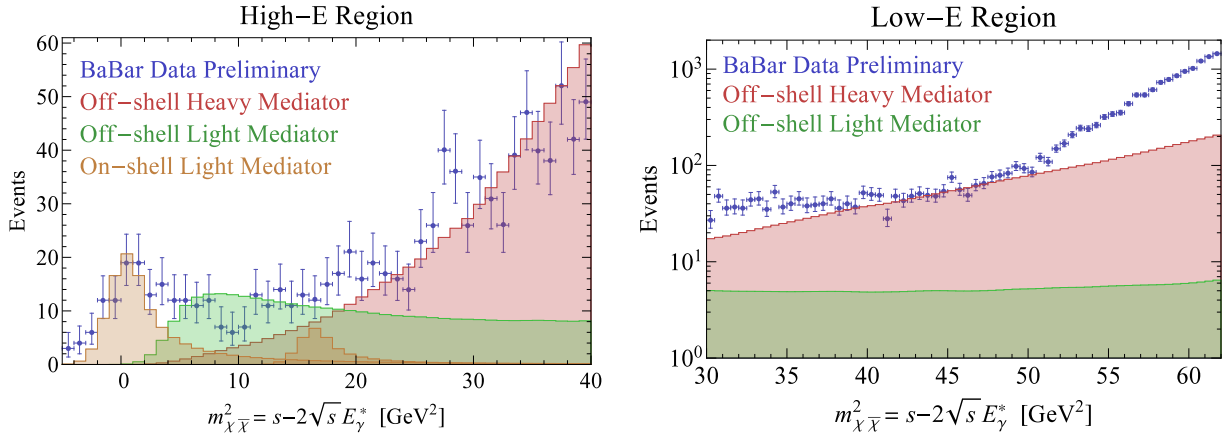 High−E Region
60
50
40
30
20
10
0
Events
BaBar Data Preliminary
Off−shell Heavy Mediator
Off−shell Light Mediator
On−shell Light Mediator
0 10 20 30 40
m²χχ̄ = s−2√s E*γ [GeV²]
Low−E Region
10³
10²
10¹
10⁰
Events
BaBar Data Preliminary
Off−shell Heavy Mediator
Off−shell Light Mediator
30 35 40 45 50 55 60
m²χχ̄ = s−2√s E*γ [GeV²]